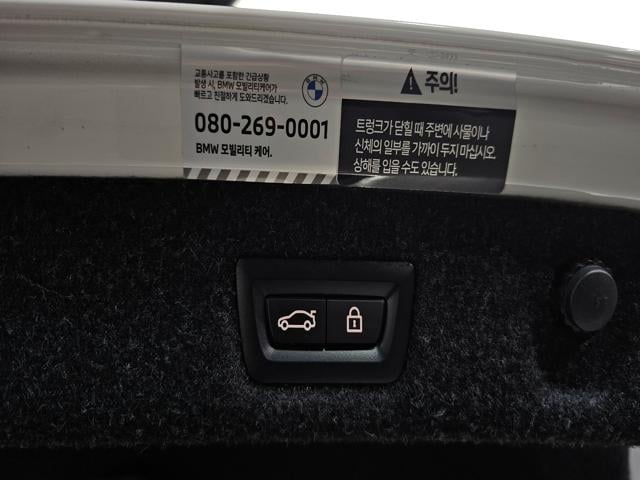 교통사고를 포함한 긴급상황
발생 시, BMW 모빌리티케어가
빠르고 친절하게 도와드리겠습니다.
080-269-0001
BMW 모빌리티 케어.
BMW
주의!
트렁크가 닫힐 때 주변에 사물이나
신체의 일부를 가까이 두지 마십시오.
상해를 입을 수도 있습니다.